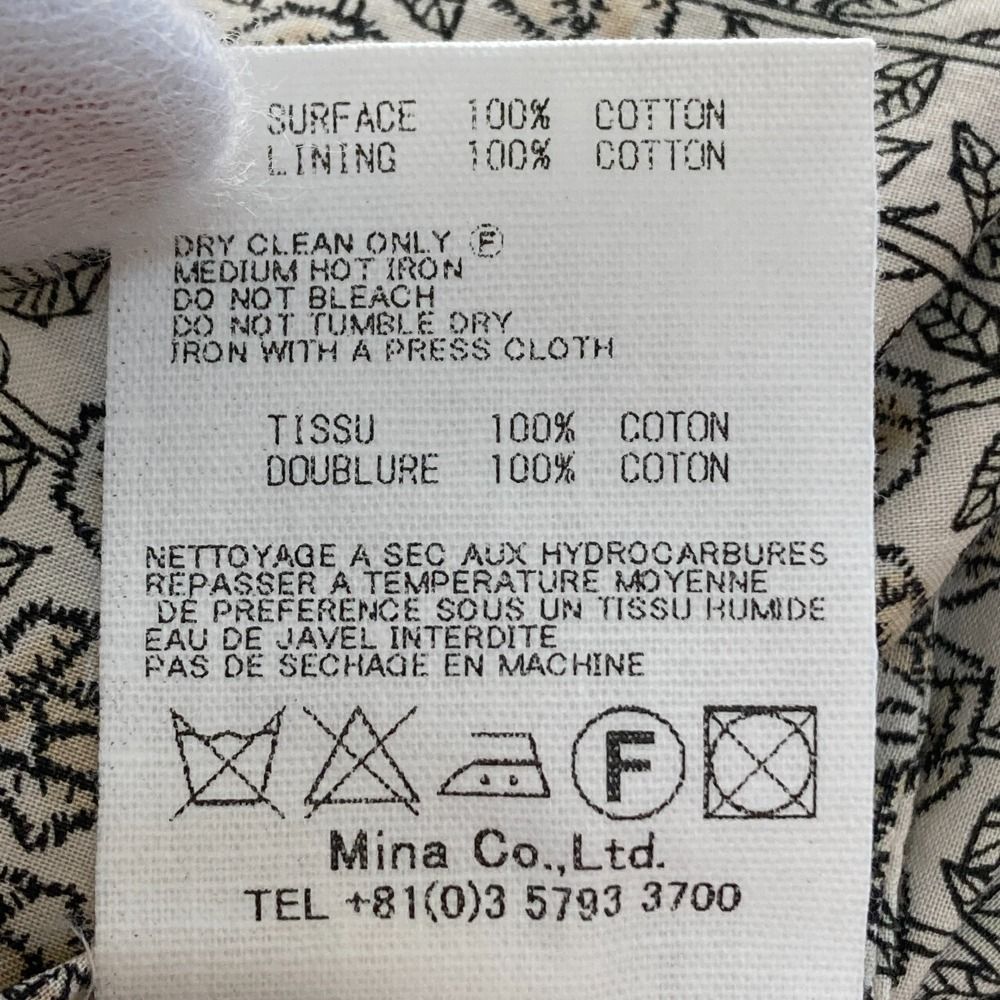 SURFACE 100% COTTON
LINING 100% COTTON
DRY CLEAN ONLY Ⓕ
MEDIUM HOT IRON
DO NOT BLEACH
DO NOT TUMBLE DRY
IRON WITH A PRESS CLOTH
TISSU 100% COTON
DOUBLURE 100% COTON
NETTOYAGE A SEC AUX HYDROCARBURES
REPASSER A TEMPERATURE MOYENNE
DE PREFERENCE SOUS UN TISSU HUMIDE
EAU DE JAVEL INTERDITE
PAS DE SECHAGE EN MACHINE
F
Mina Co.,Ltd.
TEL +81(0)3 5793 3700